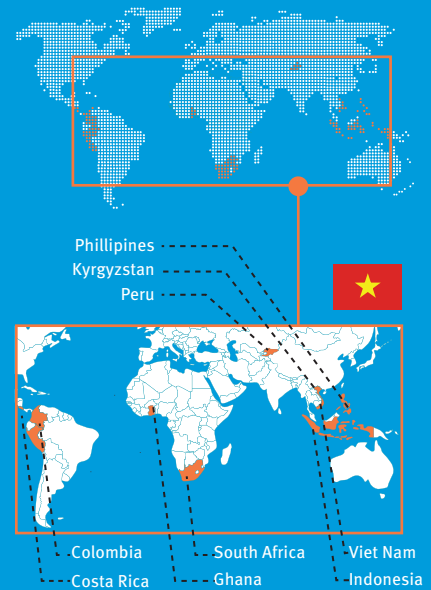 Phillipines
Kyrgyzstan
Peru
Colombia
South Africa
Viet Nam
Costa Rica
Ghana
Indonesia